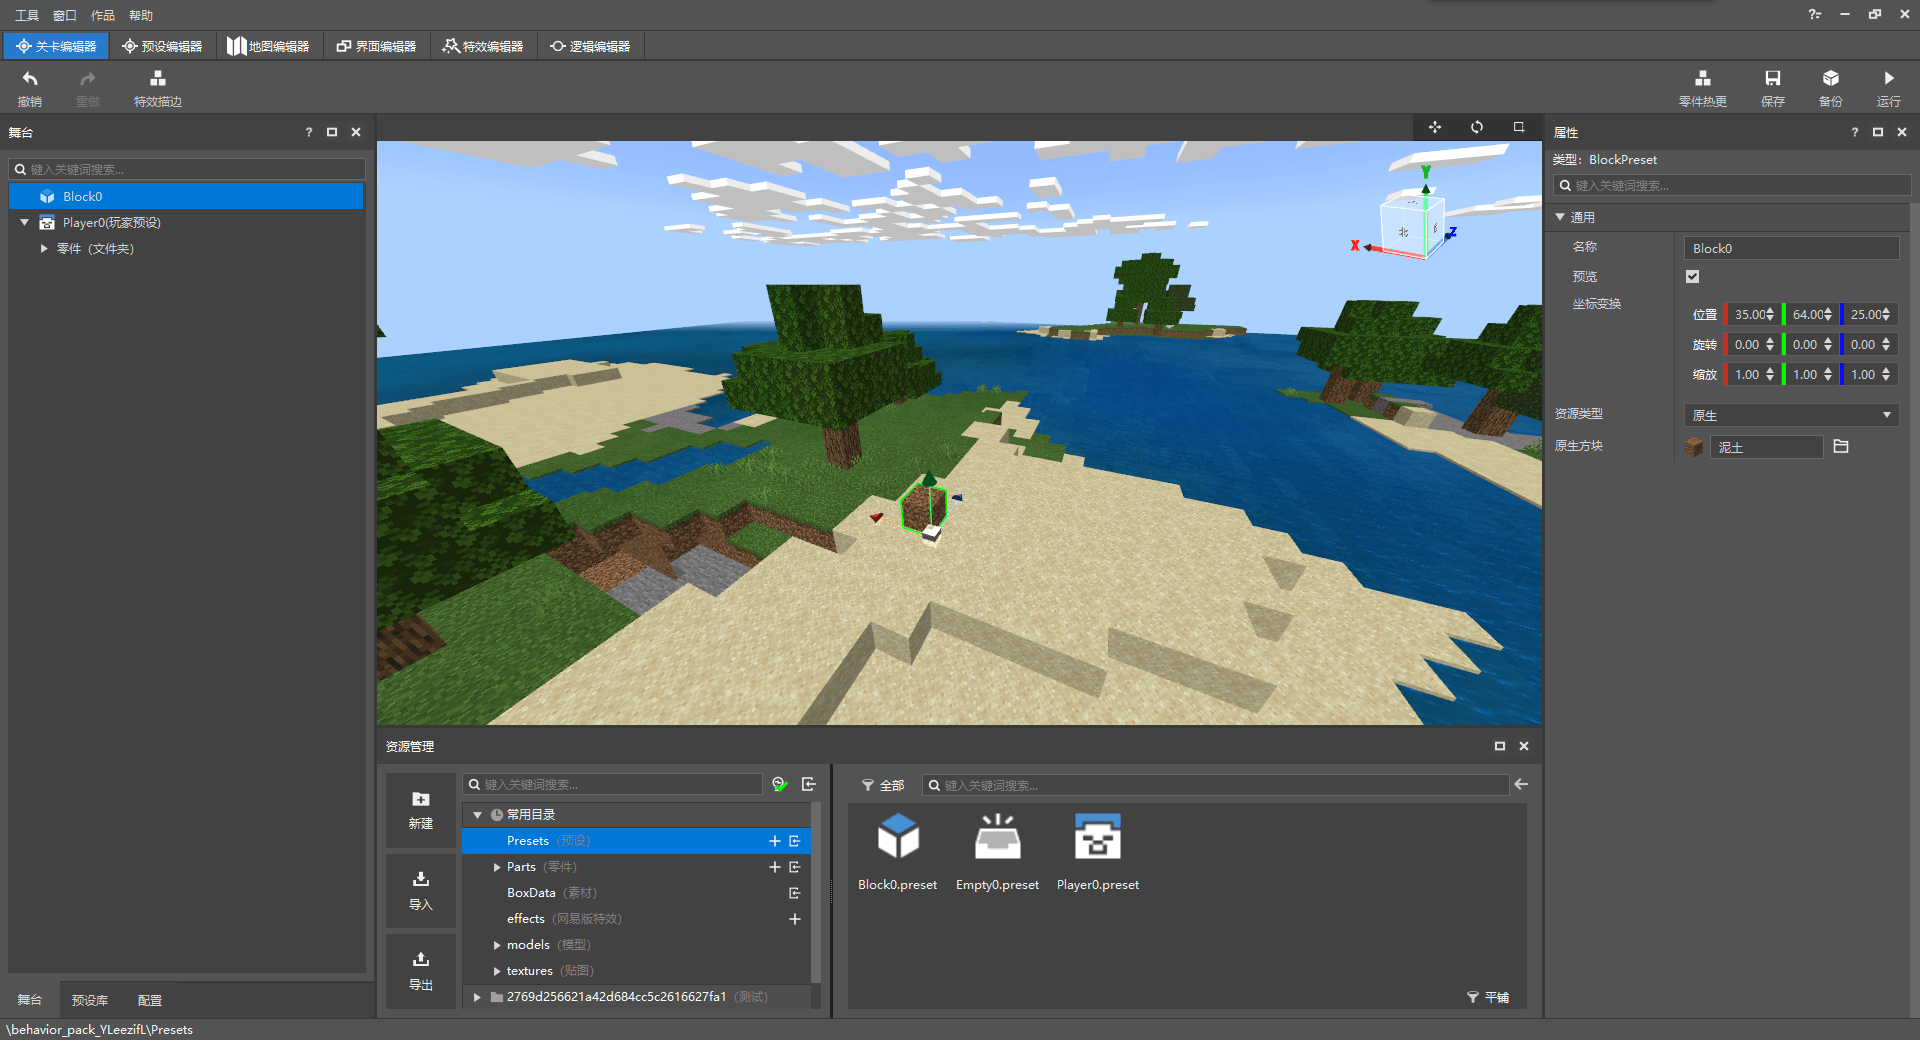 工具 窗口 作品 帮助
关卡编辑器 预设编辑器 地图编辑器 界面编辑器 特效编辑器 逻辑编辑器
撤销 重做 特效描边 零件热更 保存 备份 运行
舞台
键入关键词搜索...
Block0
Player0(玩家预设)
零件 (文件夹)
舞台 预设库 配置
\behavior_pack_YLeezifL\Presets
Y
X
Z
北
资源管理
新建
导入
导出
键入关键词搜索...
常用目录
Presets (预设)
Parts (零件)
BoxData (素材)
effects (网易版特效)
models (模型)
textures (贴图)
2769d256621a42d684cc5c2616627fa1 (测试)
全部 键入关键词搜索...
Block0.preset Empty0.preset Player0.preset
平铺
属性
类型: BlockPreset
键入关键词搜索...
通用
名称 Block0
预览
坐标变换
位置 35.00 64.00 25.00
旋转 0.00 0.00 0.00
缩放 1.00 1.00 1.00
资源类型 原生
原生方块 泥土